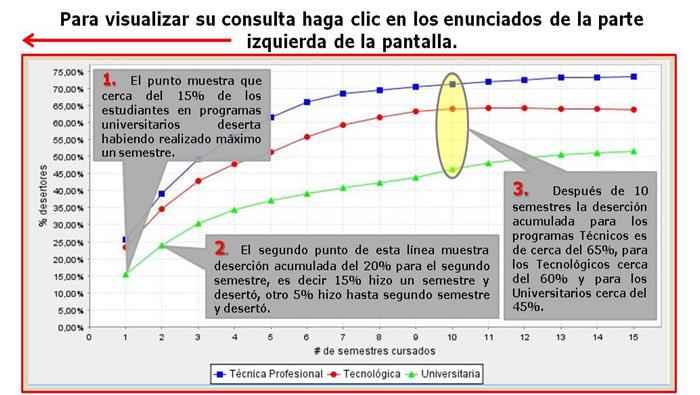 Para visualizar su consulta haga clic en los enunciados de la parte
izquierda de la pantalla.
75,00%
70,00%
65,00%
60,00%
55,00%
50,00%
45,00%
40,00%
35,00%
30,00%
25,00%
20,00%
15,00%
10,00%
5,00%
0,00%
% desertores
1. El punto muestra que
cerca del 15% de los
estudiantes en programas
universitarios deserta
habiendo realizado máximo
un semestre.
2. El segundo punto de esta línea muestra
deserción acumulada del 20% para el segundo
semestre, es decir 15% hizo un semestre y
desertó, otro 5% hizo hasta segundo semestre
y desertó.
3. Después de 10
semestres la deserción
acumulada para los
programas Técnicos es
de cerca del 65%, para
los Tecnológicos cerca
del 60% y para los
Universitarios cerca del
45%.
0 1 2 3 4 5 6 7 8 9 10 11 12 13 14 15
# de semestres cursados
Técnica Profesional Tecnológica Universitaria